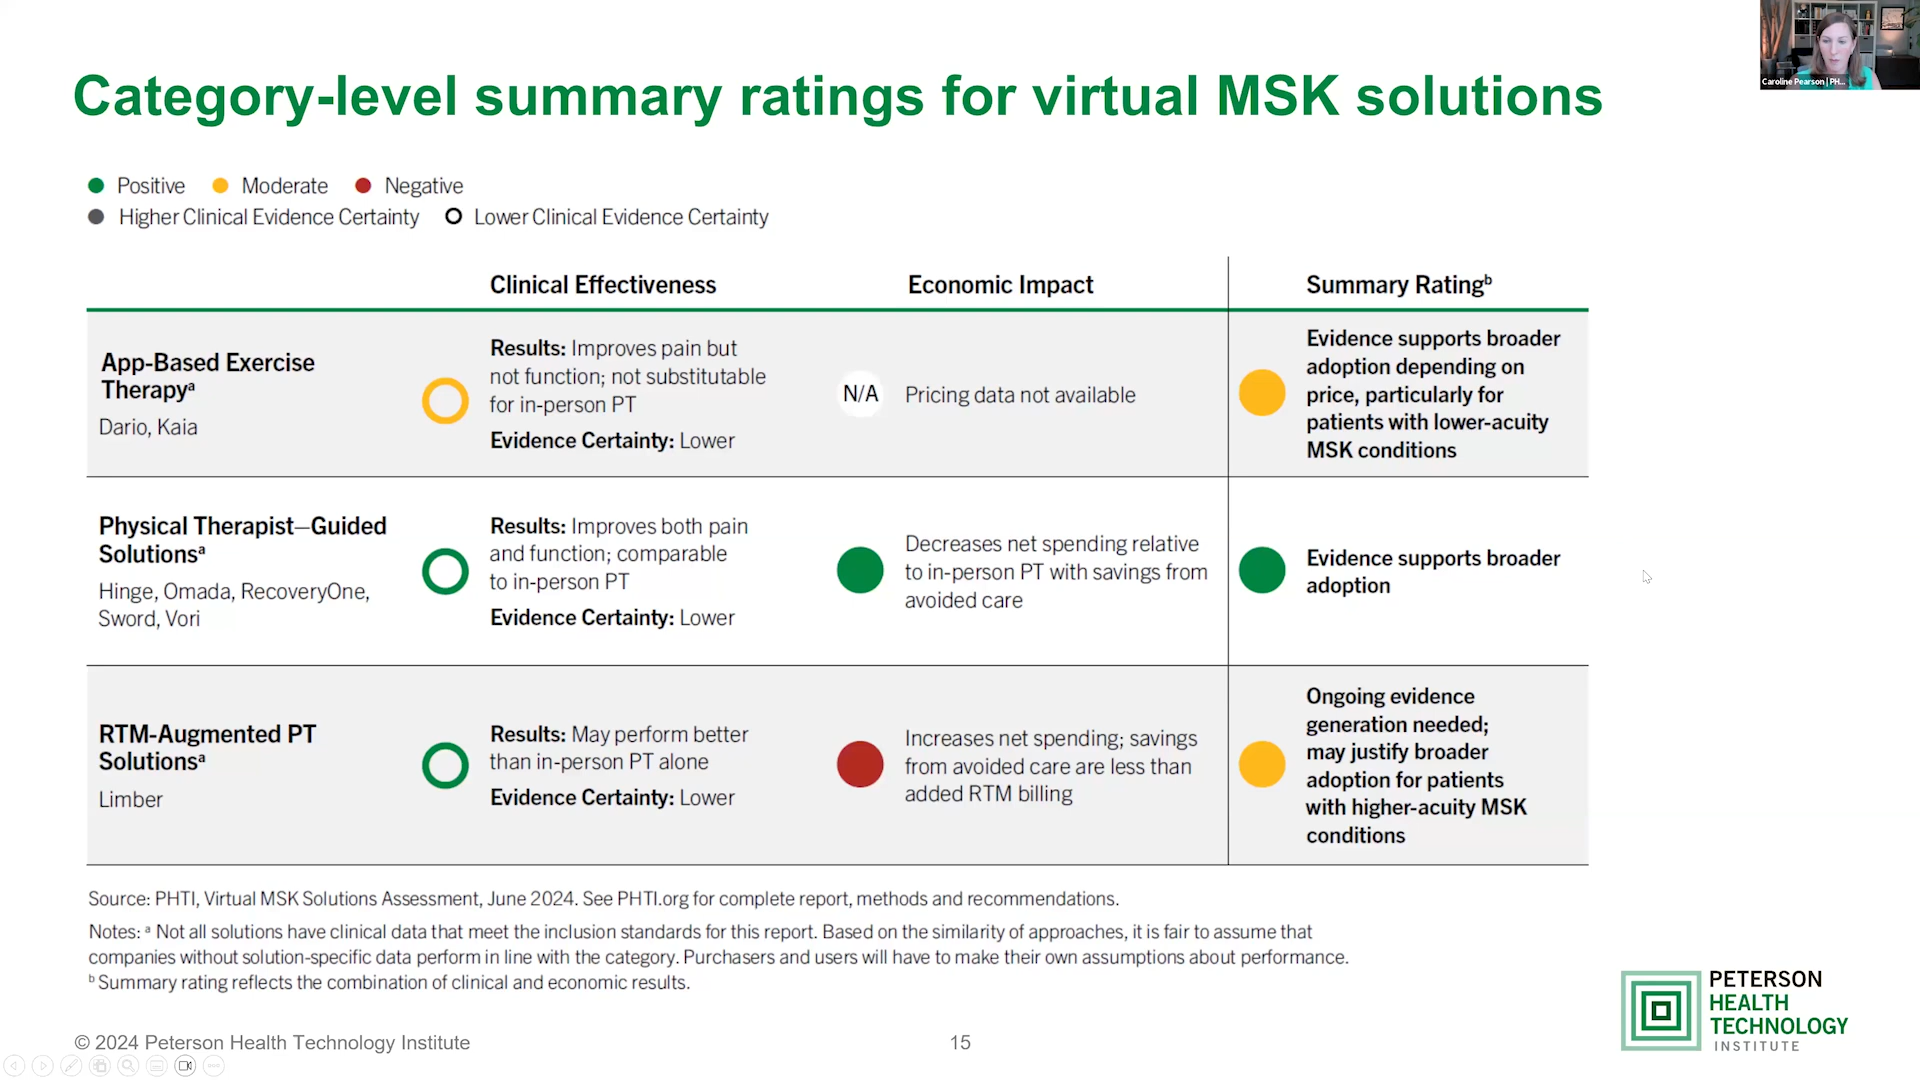 Category-level summary ratings for virtual MSK solutions
Caroline Pearson | PH...
Positive Moderate Negative
Higher Clinical Evidence Certainty Lower Clinical Evidence Certainty
Clinical Effectiveness Economic Impact Summary Ratingᵇ
App-Based Exercise
Therapyᵃ
Dario, Kaia
Results: Improves pain but
not function; not substitutable
for in-person PT
Evidence Certainty: Lower
N/A
Pricing data not available
Evidence supports broader
adoption depending on
price, particularly for
patients with lower-acuity
MSK conditions
Physical Therapist–Guided
Solutionsᵃ
Hinge, Omada, RecoveryOne,
Sword, Vori
Results: Improves both pain
and function; comparable
to in-person PT
Evidence Certainty: Lower
Decreases net spending relative
to in-person PT with savings from
avoided care
Evidence supports broader
adoption
RTM-Augmented PT
Solutionsᵃ
Limber
Results: May perform better
than in-person PT alone
Evidence Certainty: Lower
Increases net spending; savings
from avoided care are less than
added RTM billing
Ongoing evidence
generation needed;
may justify broader
adoption for patients
with higher-acuity MSK
conditions
Source: PHTI, Virtual MSK Solutions Assessment, June 2024. See PHTI.org for complete report, methods and recommendations.
Notes: ᵃ Not all solutions have clinical data that meet the inclusion standards for this report. Based on the similarity of approaches, it is fair to assume that
companies without solution-specific data perform in line with the category. Purchasers and users will have to make their own assumptions about performance.
ᵇ Summary rating reflects the combination of clinical and economic results.
© 2024 Peterson Health Technology Institute
15
PETERSON
HEALTH
TECHNOLOGY
INSTITUTE